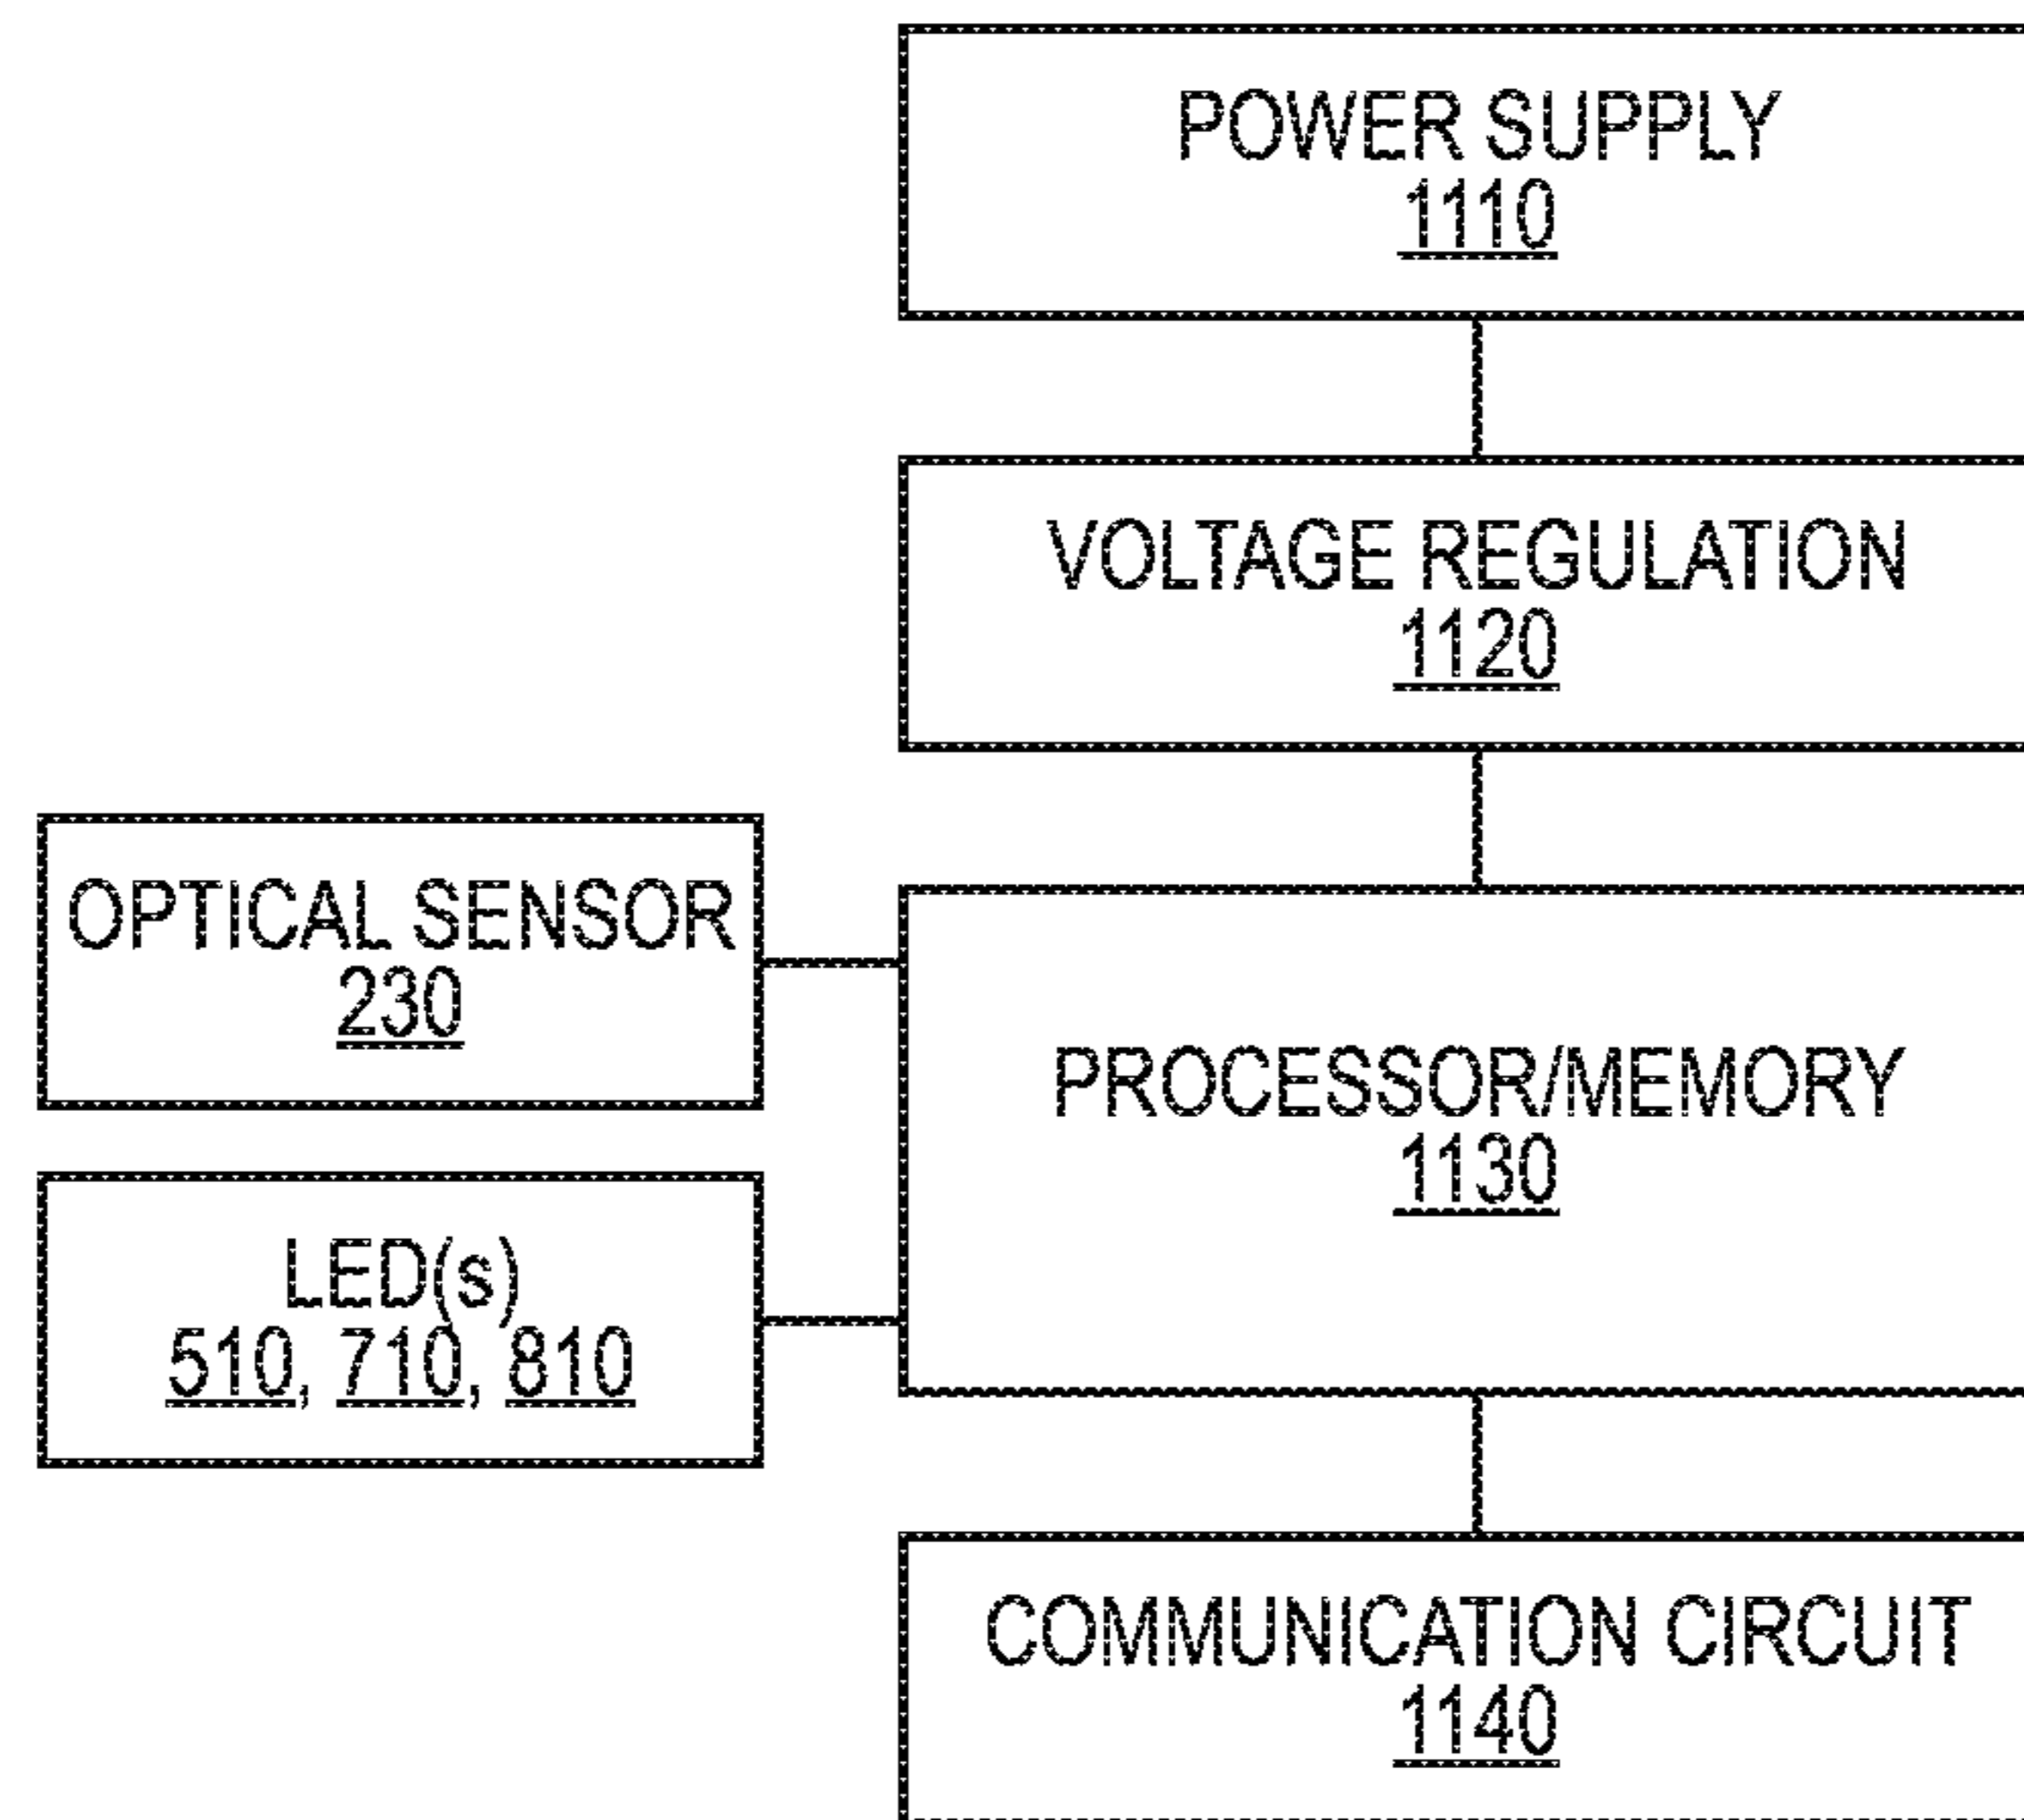 POWER SUPPLY
1110
VOLTAGE REGULATION
1120
OPTICAL SENSOR
230
PROCESSOR/MEMORY
1130
LED(s)
510, 710, 810
COMMUNICATION CIRCUIT
1140